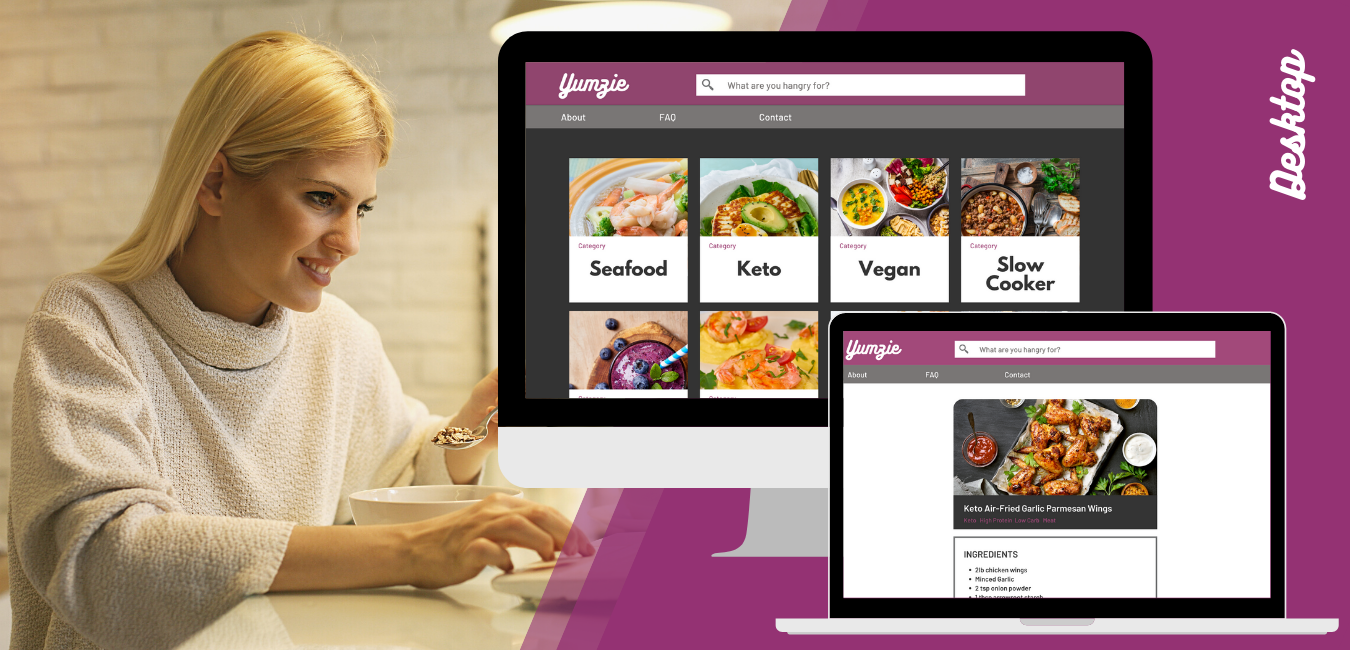 Desktop
Yumzie
What are you hangry for?
About FAQ Contact
Category Category Category Category
Seafood Keto Vegan Slow
Cooker
Yumzie
What are you hangry for?
About FAQ Contact
Keto Air-Fried Garlic Parmesan Wings
Keto High Protein Low Carb Meat
INGREDIENTS
• 2lb chicken wings
• Minced Garlic
• 2 tsp onion powder